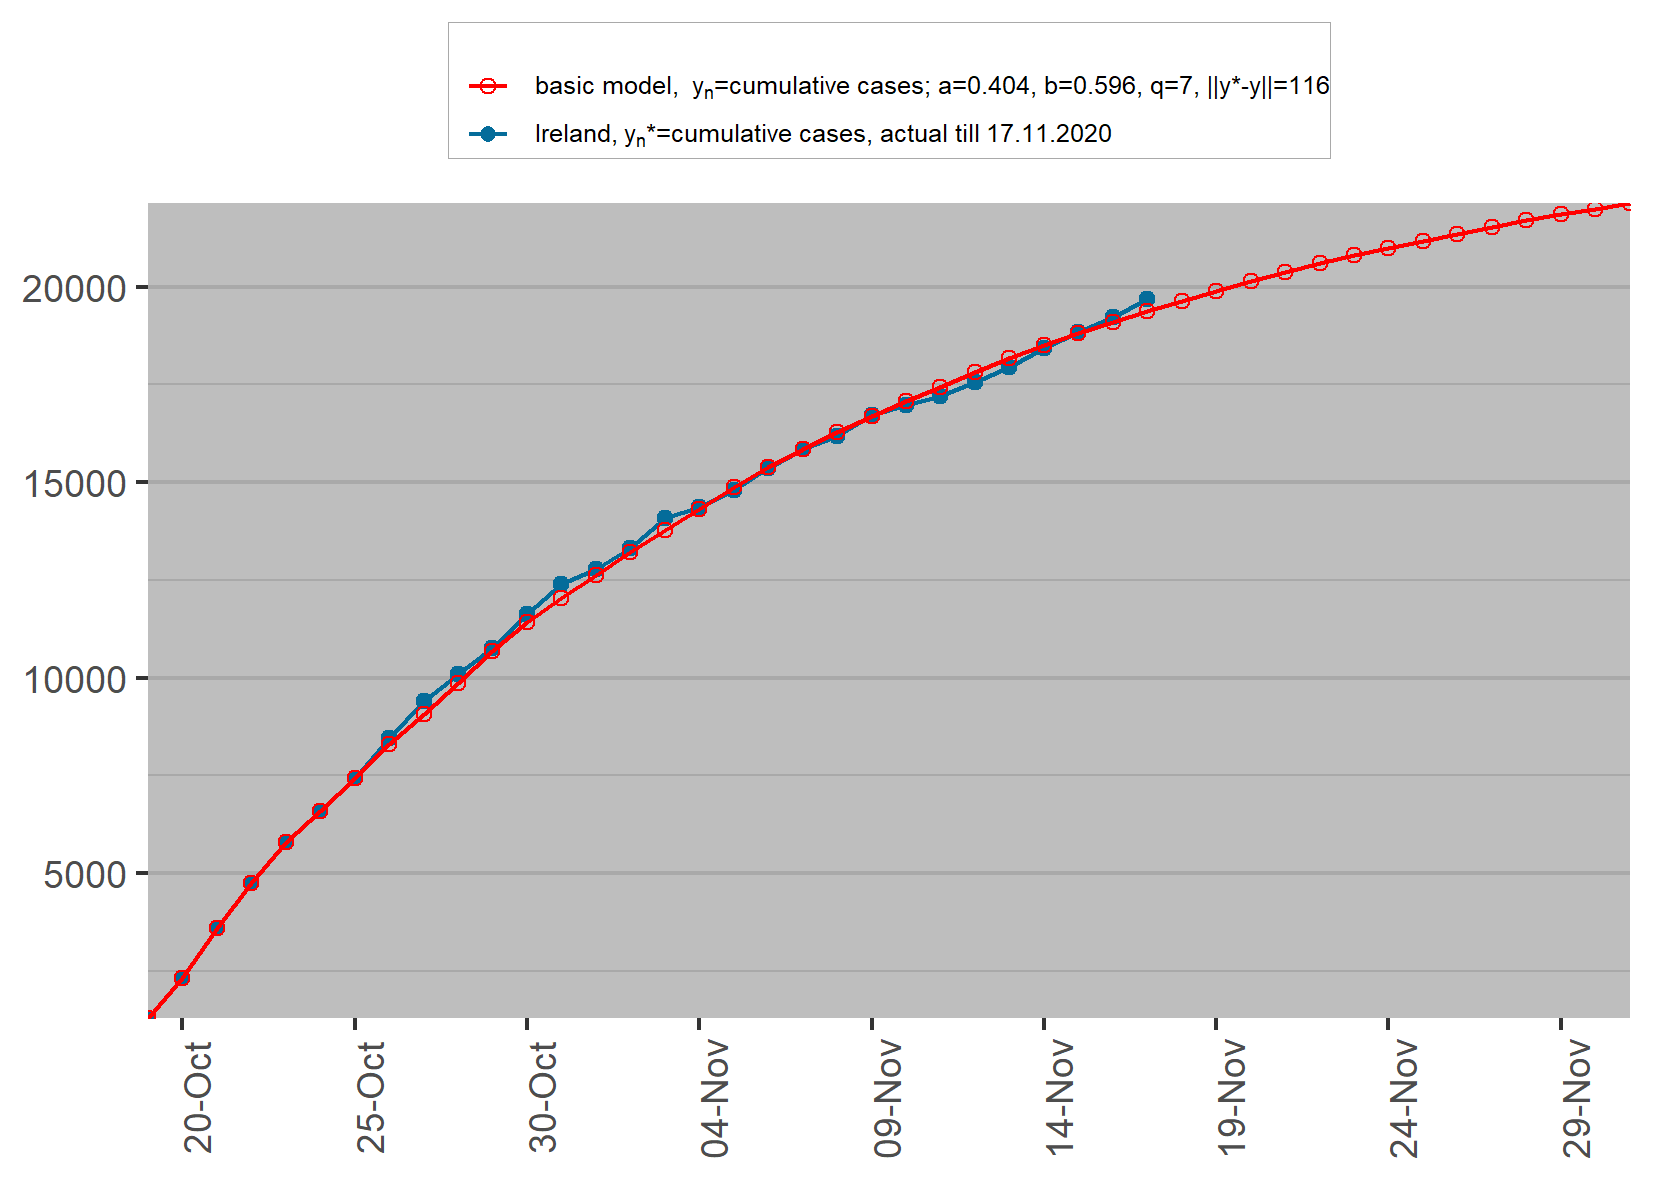 basic model, yn=cumulative cases; a=0.404, b=0.596, q=7, ||y*-y||=116
Ireland, yn*=cumulative cases, actual till 17.11.2020
20000
15000
10000
5000
20-Oct
25-Oct
30-Oct
04-Nov
09-Nov
14-Nov
19-Nov
24-Nov
29-Nov